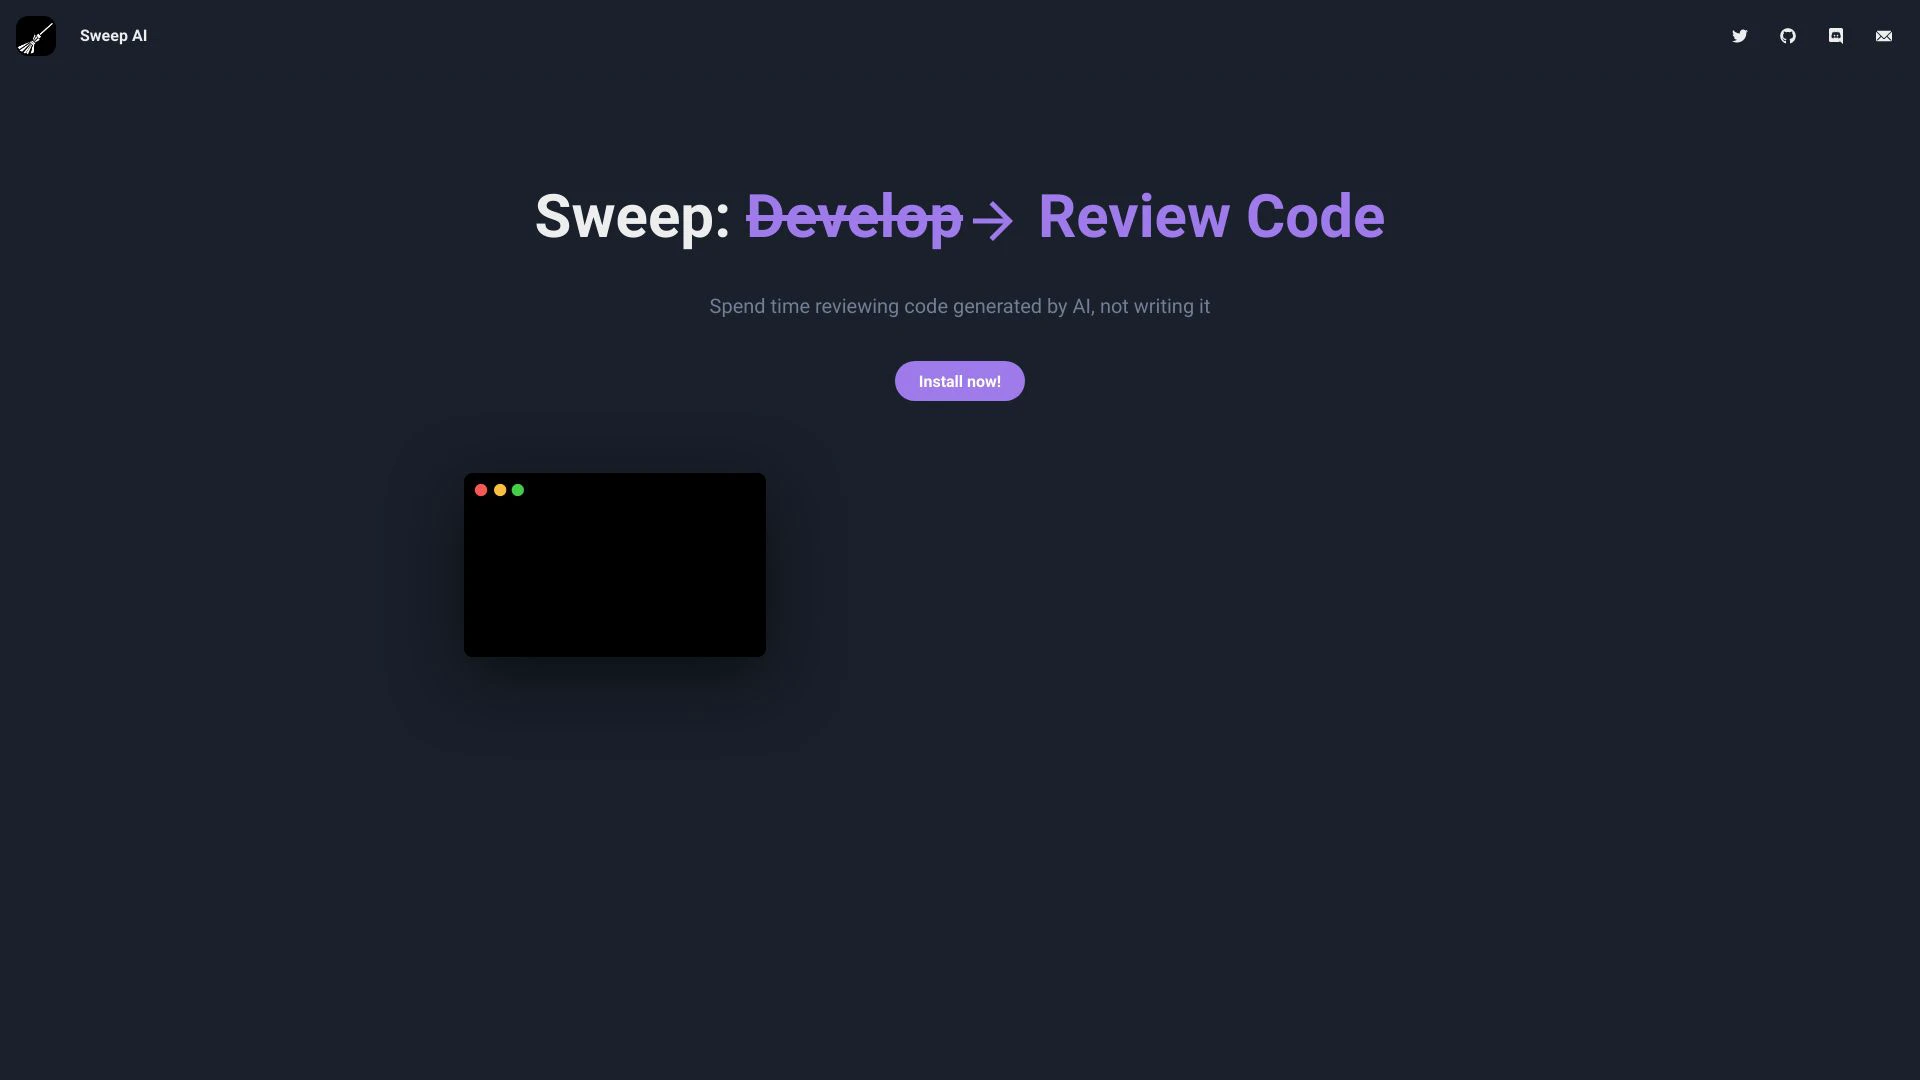 Sweep AI
Sweep: Develop → Review Code
Spend time reviewing code generated by AI, not writing it
Install now!